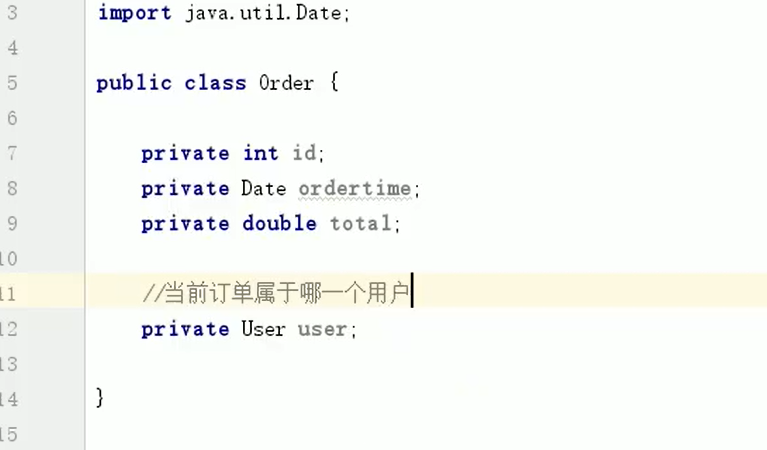 3 import java.util.Date;
4
5 public class Order {
6
7 private int id;
8 private Date ordertime;
9 private double total;
10
11 //当前订单属于哪一个用户
12 private User user;
13
14 }
15